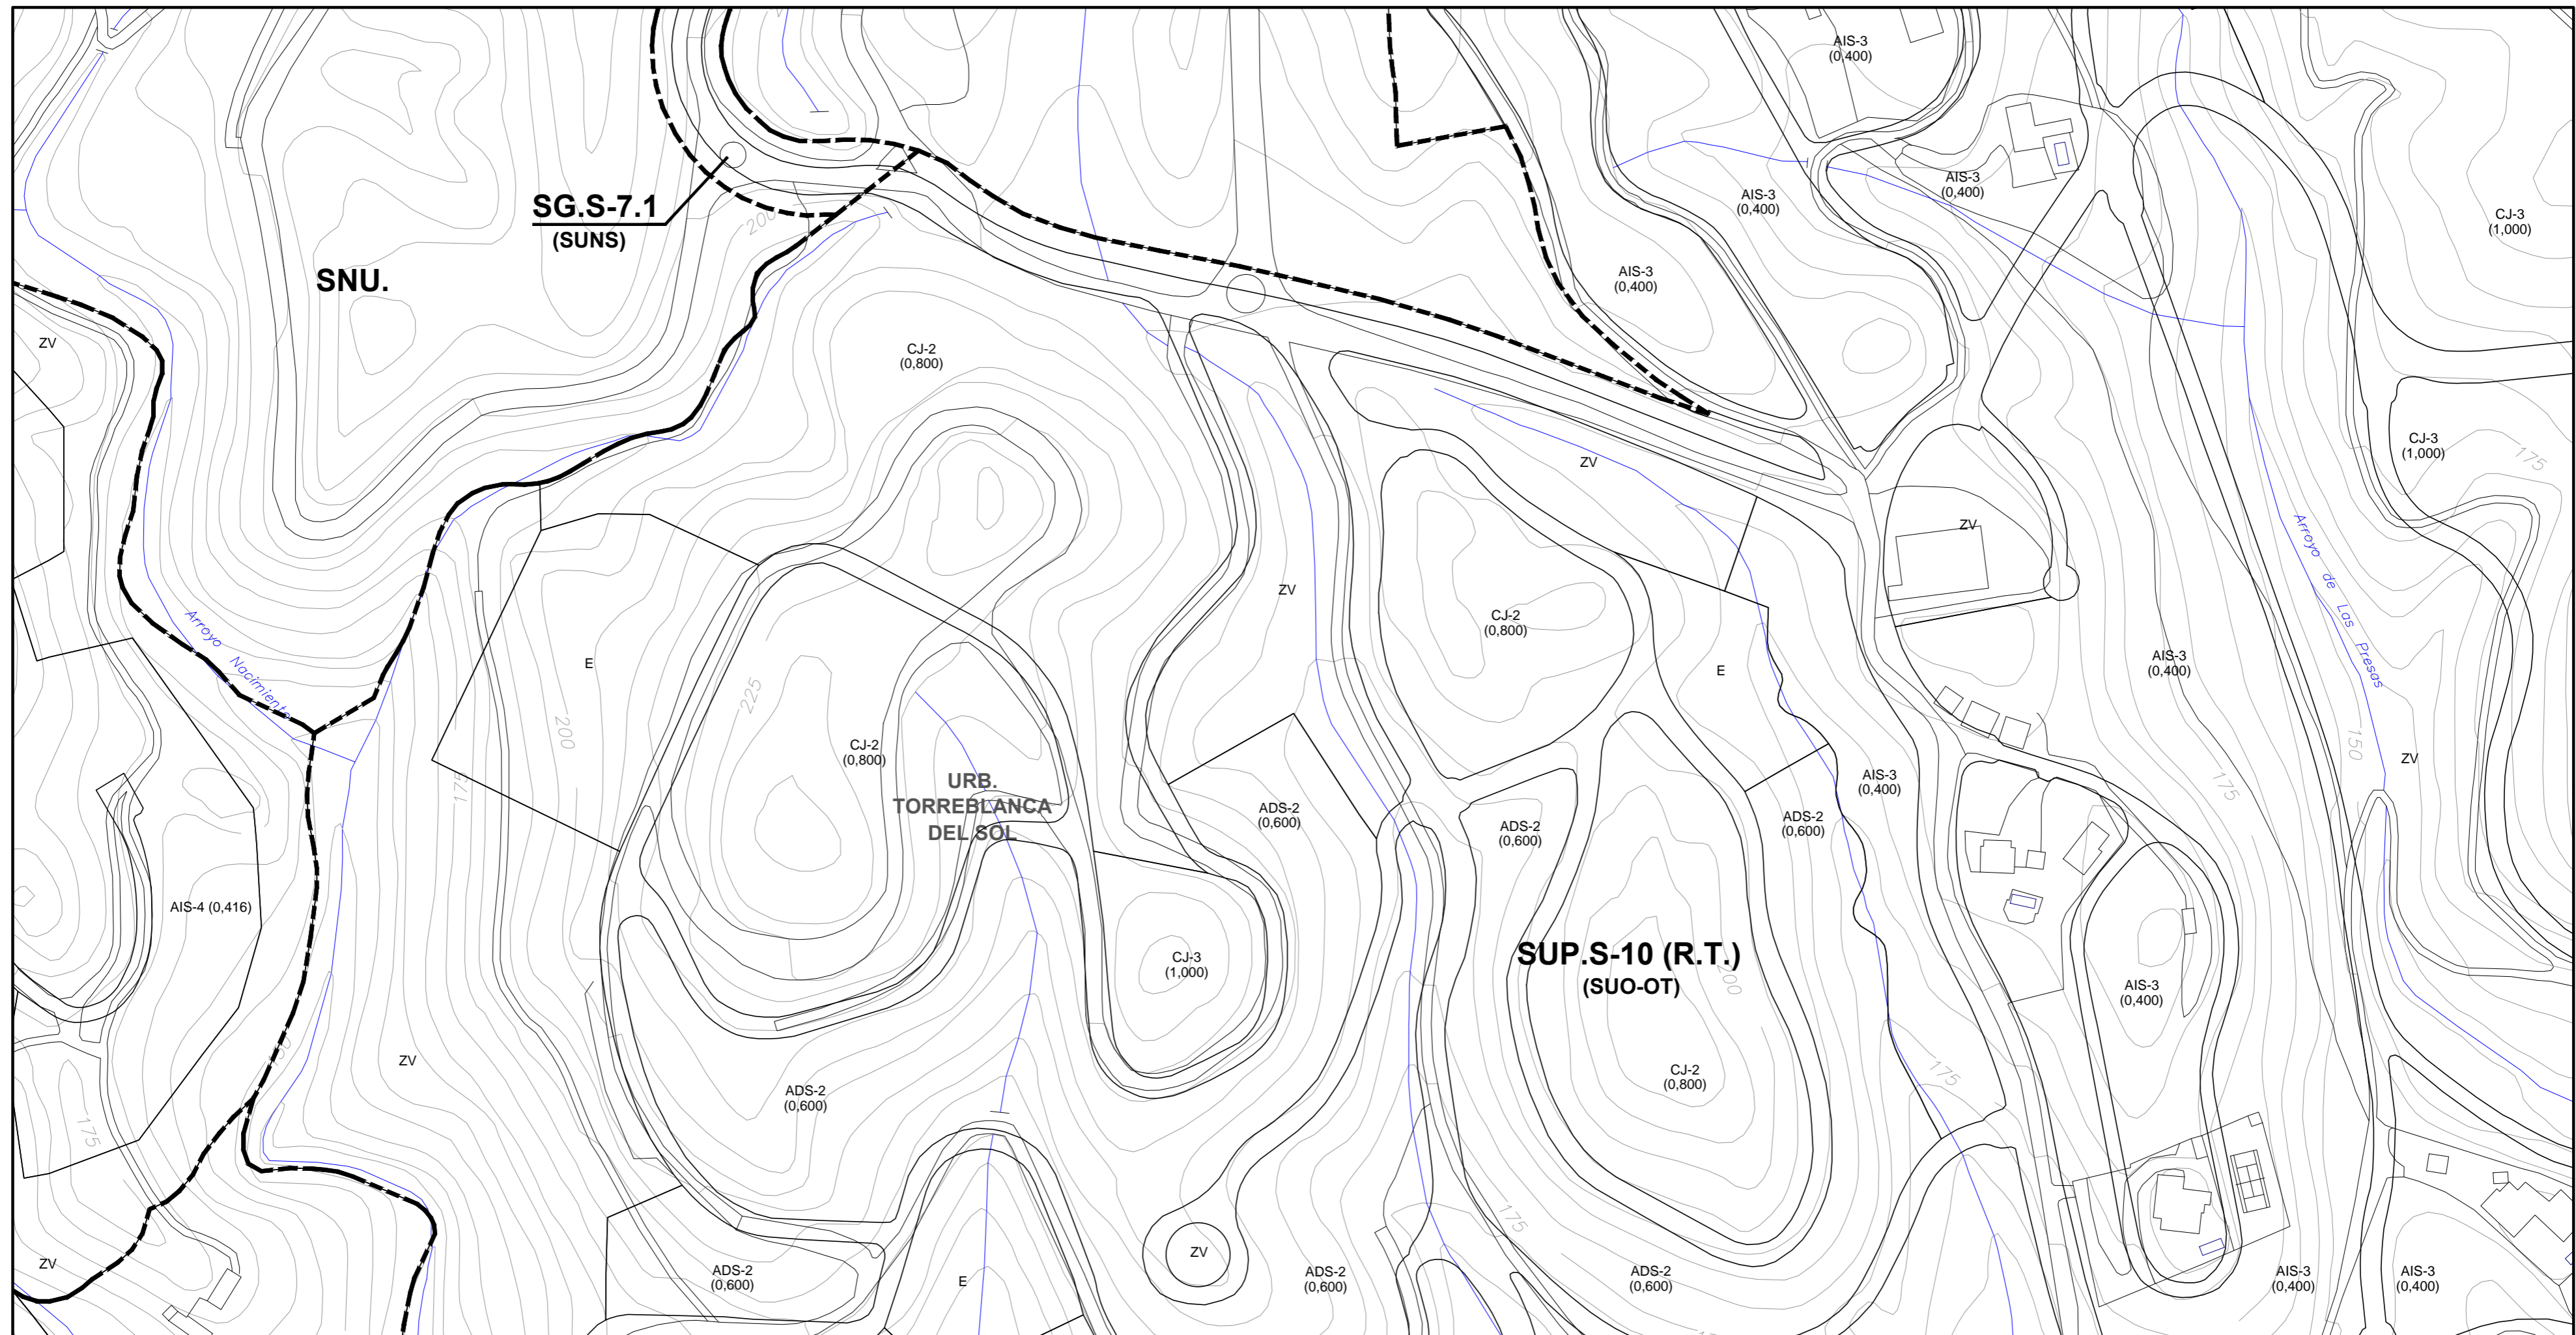 AIS-3
(0,400)
AIS-3
(0,400)
AIS-3
(0,400)
SG.S-7.1
(SUNS)
200
CJ-3
(1,000)
SNU.
AIS-3
(0,400)
ZV
CJ-2
(0,800)
CJ-3
(1,000)
175
ZV
ZV
Arroyo de Las Presas
ZV
CJ-2
(0,800)
Arroyo Nacimiento
E
E
AIS-3
(0,400)
225
200
150
CJ-2
(0,800)
ZV
URB.
TORREBLANCA
DEL SOL
175
AIS-3
(0,400)
175
ADS-2
(0,600)
ADS-2
(0,600)
ADS-2
(0,600)
AIS-4 (0,416)
SUP.S-10 (R.T.)
(SUO-OT)
200
CJ-3
(1,000)
AIS-3
(0,400)
ZV
CJ-2
(0,800)
175
ADS-2
(0,600)
175
175
ZV
ZV
ADS-2
(0,600)
E
ADS-2
(0,600)
ADS-2
(0,600)
AIS-3
(0,400)
AIS-3
(0,400)